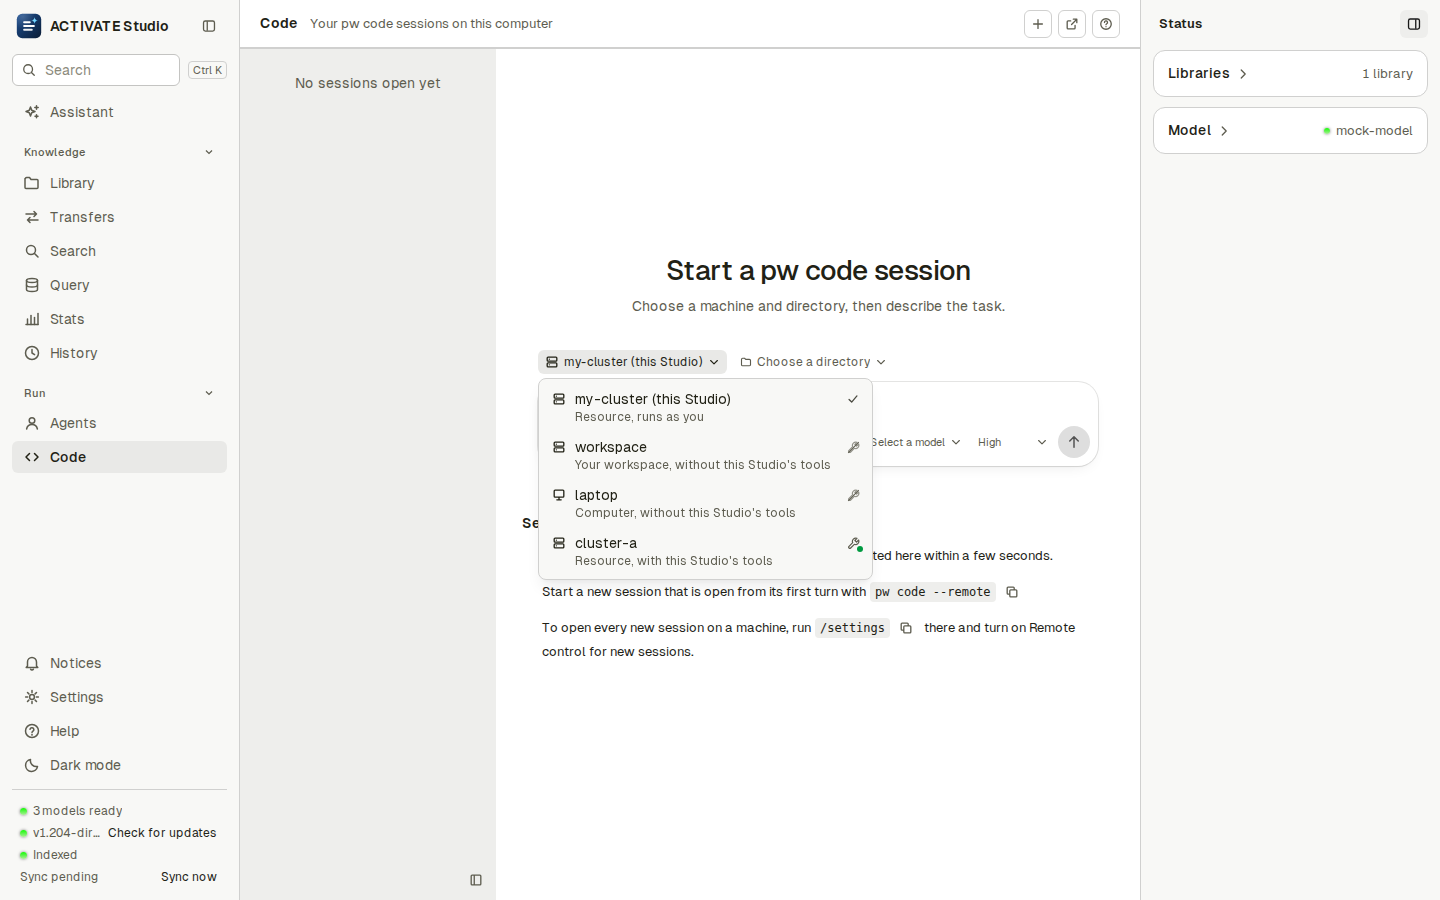 ACTIVATE Studio
Search
Ctrl K
Assistant
Knowledge
Library
Transfers
Search
Query
Stats
History
Run
Agents
Code
Notices
Settings
Help
Dark mode
3 models ready
v1.204-dir... Check for updates
Indexed
Sync pending Sync now
Code Your pw code sessions on this computer
No sessions open yet
Start a pw code session
Choose a machine and directory, then describe the task.
my-cluster (this Studio) Choose a directory
my-cluster (this Studio)
Resource, runs as you
workspace
Your workspace, without this Studio's tools
laptop
Computer, without this Studio's tools
cluster-a
Resource, with this Studio's tools
Select a model High
ted here within a few seconds.
Start a new session that is open from its first turn with pw code --remote
To open every new session on a machine, run /settings there and turn on Remote
control for new sessions.
Status
Libraries 1 library
Model mock-model